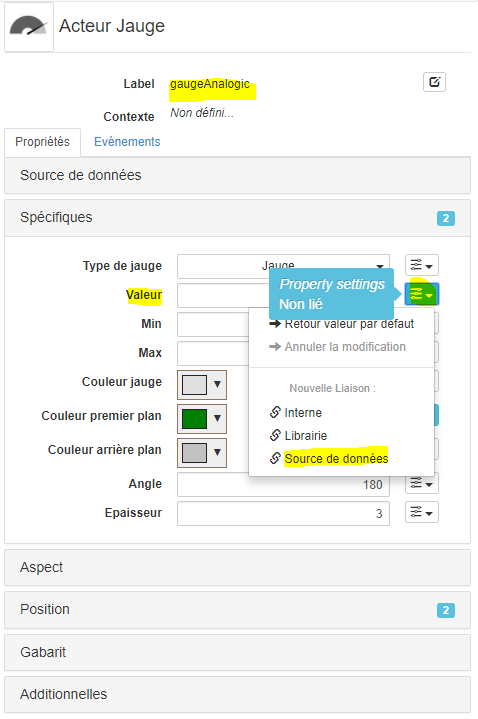 Acteur Jauge
Label gaugeAnalogic
Contexte Non défini...
Propriétés Evénements
Source de données
Spécifiques 2
Type de jauge Jauge
Property settings
Valeur Non lié
Min Retour valeur par défaut
Max Annuler la modification
Couleur jauge Nouvelle Liaison :
Couleur premier plan Interne
Librairie
Couleur arrière plan Source de données
Angle 180
Epaisseur 3
Aspect
Position 2
Gabarit
Additionnelles